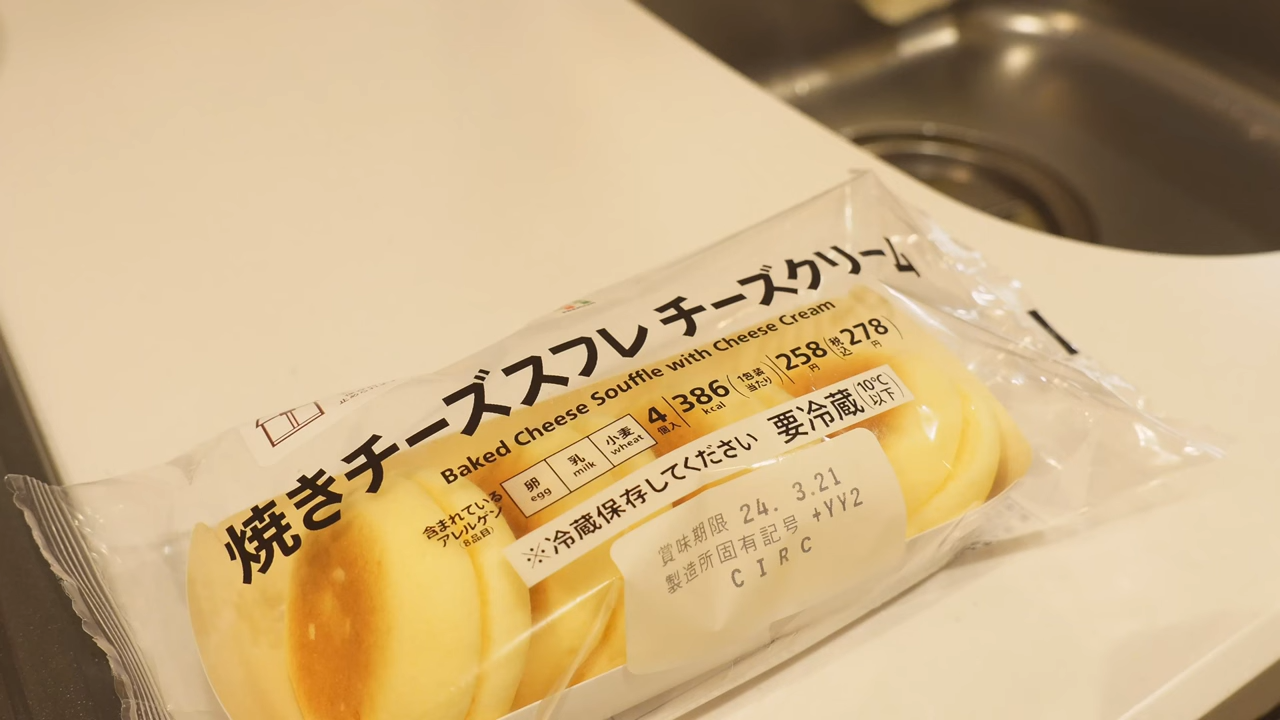 焼きチーズスフレ チーズクリーム
Baked Cheese Souffle with Cheese Cream
含まれている
アレルゲン
(8品目)
卵 乳 小麦
egg milk wheat
4個入 386kcal (1包装当たり) 258円 (税込278円)
※冷蔵保存してください 要冷蔵(10℃以下)
賞味期限 24. 3.21
製造所固有記号 +YY2
CIRC